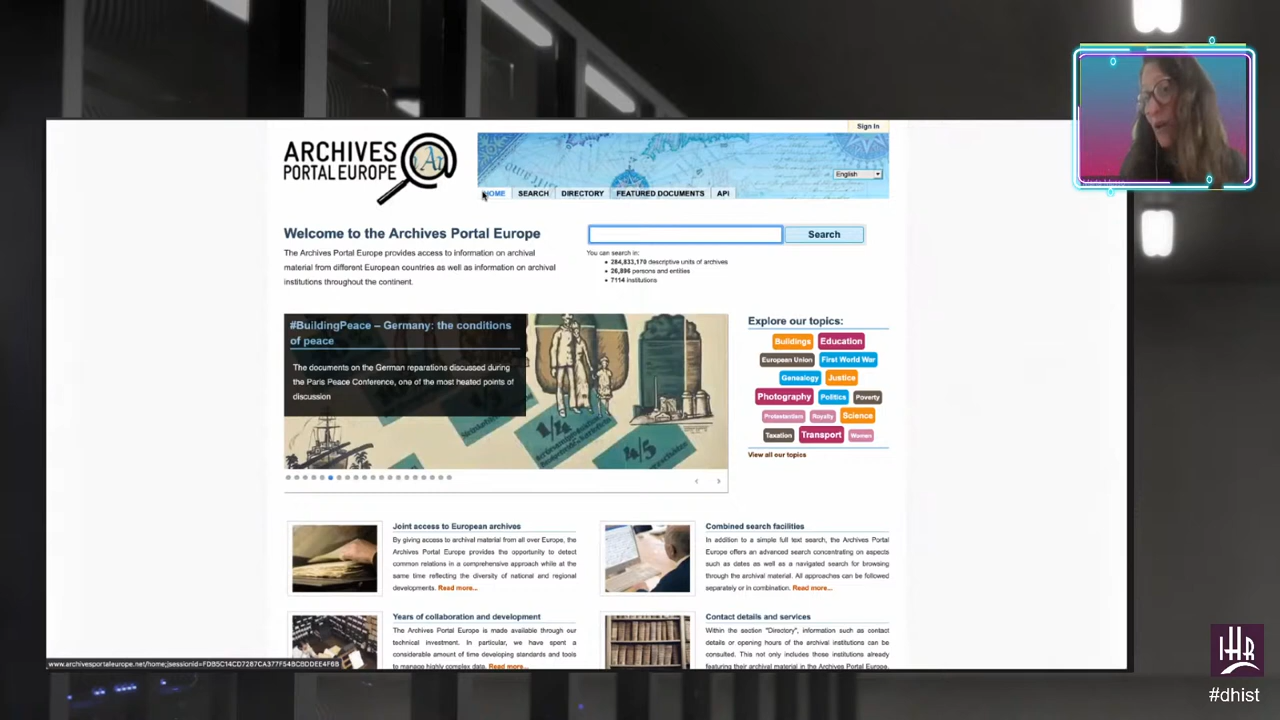 Sign In
ARCHIVES
PORTALEUROPE
English
HOME SEARCH DIRECTORY FEATURED DOCUMENTS API
Welcome to the Archives Portal Europe
The Archives Portal Europe provides access to information on archival
material from different European countries as well as information on archival
institutions throughout the continent.
Search
You can search in:
284,833,170 descriptive units of archives
26,896 persons and entities
7114 institutions
#BuildingPeace – Germany: the conditions
of peace
The documents on the German reparations discussed during
the Paris Peace Conference, one of the most heated points of
discussion
Explore our topics:
Buildings Education
European Union First World War
Genealogy Justice
Photography Politics Poverty
Protestantism Royalty Science
Taxation Transport Women
View all our topics
Joint access to European archives
By giving access to archival material from all over Europe, the
Archives Portal Europe provides the opportunity to detect
common relations in a comprehensive approach while at the
same time reflecting the diversity of national and regional
developments. Read more...
Combined search facilities
In addition to a simple full text search, the Archives Portal
Europe offers an advanced search concentrating on aspects
such as dates as well as a navigated search for browsing
through the archival material. All approaches can be followed
separately or in combination. Read more...
Years of collaboration and development
The Archives Portal Europe is made available through our
technical investment. In particular, we have spent a
considerable amount of time developing standards and tools
to manage highly complex data. Read more...
Contact details and services
Within the section "Directory", information such as contact
details or opening hours of the archival institutions can be
consulted. This not only includes those institutions already
featuring their archival material in the Archives Portal Europe,
IHR
#dhist